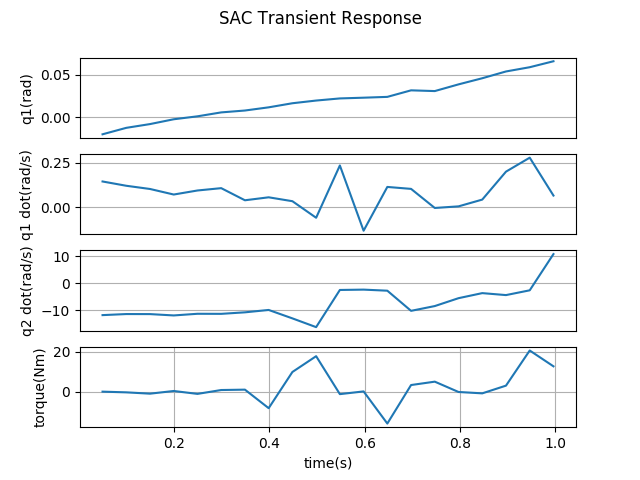 SAC Transient Response
0.05
0.00
q1(rad)
0.25
0.00
q1 dot(rad/s)
10
0
−10
q2 dot(rad/s)
20
0
torque(Nm)
0.2 0.4 0.6 0.8 1.0
time(s)